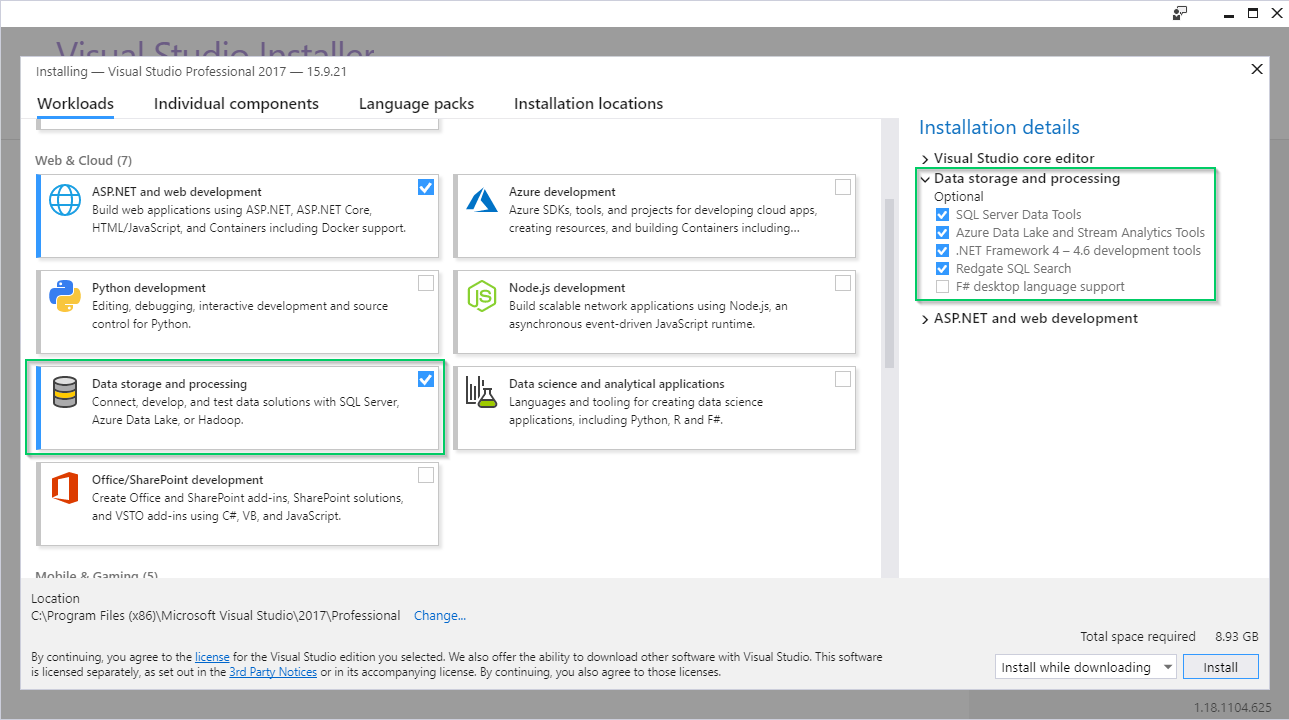 Visual Studio Installer
Installing — Visual Studio Professional 2017 — 15.9.21
Workloads
Individual components
Language packs
Installation locations
Web & Cloud (7)
ASP.NET and web development
Build web applications using ASP.NET, ASP.NET Core,
HTML/JavaScript, and Containers including Docker support.
Azure development
Azure SDKs, tools, and projects for developing cloud apps,
creating resources, and building Containers including...
Python development
Editing, debugging, interactive development and source
control for Python.
Node.js development
Build scalable network applications using Node.js, an
asynchronous event-driven JavaScript runtime.
Data storage and processing
Connect, develop, and test data solutions with SQL Server,
Azure Data Lake, or Hadoop.
Data science and analytical applications
Languages and tooling for creating data science
applications, including Python, R and F#.
Office/SharePoint development
Create Office and SharePoint add-ins, SharePoint solutions,
and VSTO add-ins using C#, VB, and JavaScript.
Mobile & Gaming (5)
Installation details
Visual Studio core editor
Data storage and processing
Optional
SQL Server Data Tools
Azure Data Lake and Stream Analytics Tools
.NET Framework 4 – 4.6 development tools
Redgate SQL Search
F# desktop language support
ASP.NET and web development
Location
C:\Program Files (x86)\Microsoft Visual Studio\2017\Professional
Change...
Total space required 8.93 GB
By continuing, you agree to the license for the Visual Studio edition you selected. We also offer the ability to download other software with Visual Studio. This software
is licensed separately, as set out in the 3rd Party Notices or in its accompanying license. By continuing, you also agree to those licenses.
Install while downloading
Install
1.18.1104.625